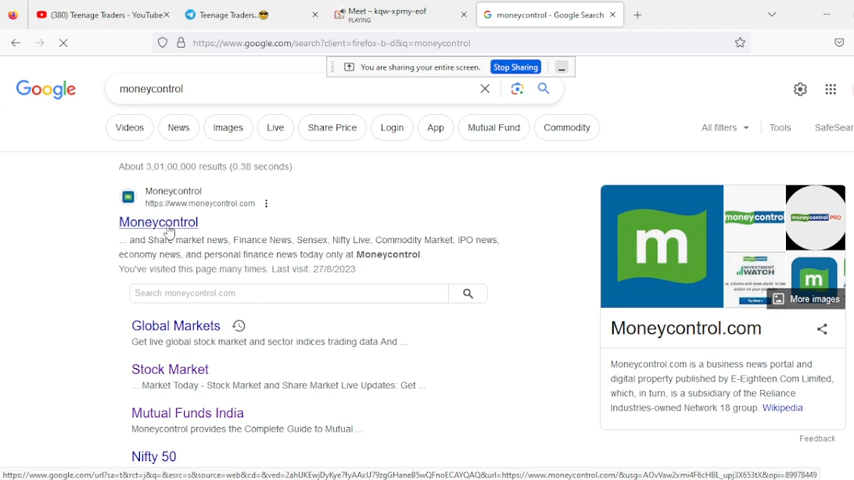 (380) Teenage Traders - YouTube
Teenage Traders..
Meet – kqw-xpmy-eof
PLAYING
moneycontrol - Google Search
https://www.google.com/search?client=firefox-b-d&q=moneycontrol
You are sharing your entire screen.
Stop Sharing
Google
moneycontrol
Videos
News
Images
Live
Share Price
Login
App
Mutual Fund
Commodity
All filters
Tools
SafeSear
About 3,01,00,000 results (0.38 seconds)
Moneycontrol
https://www.moneycontrol.com
Moneycontrol
... and Share market news, Finance News, Sensex, Nifty Live, Commodity Market, IPO news,
economy news, and personal finance news today only at Moneycontrol
You've visited this page many times. Last visit: 27/8/2023
Search moneycontrol.com
Global Markets
Get live global stock market and sector indices trading data And ...
Stock Market
... Market Today - Stock Market and Share Market Live Updates: Get ...
Mutual Funds India
Moneycontrol provides the Complete Guide to Mutual ...
Nifty 50
m
moneycontrol
moneycontrol PRO
INVESTMENT
WATCH
m
More images
Moneycontrol.com
Moneycontrol.com is a business news portal and
digital property published by E-Eighteen Com Limited,
which, in turn, is a subsidiary of the Reliance
Industries-owned Network 18 group. Wikipedia
Feedback